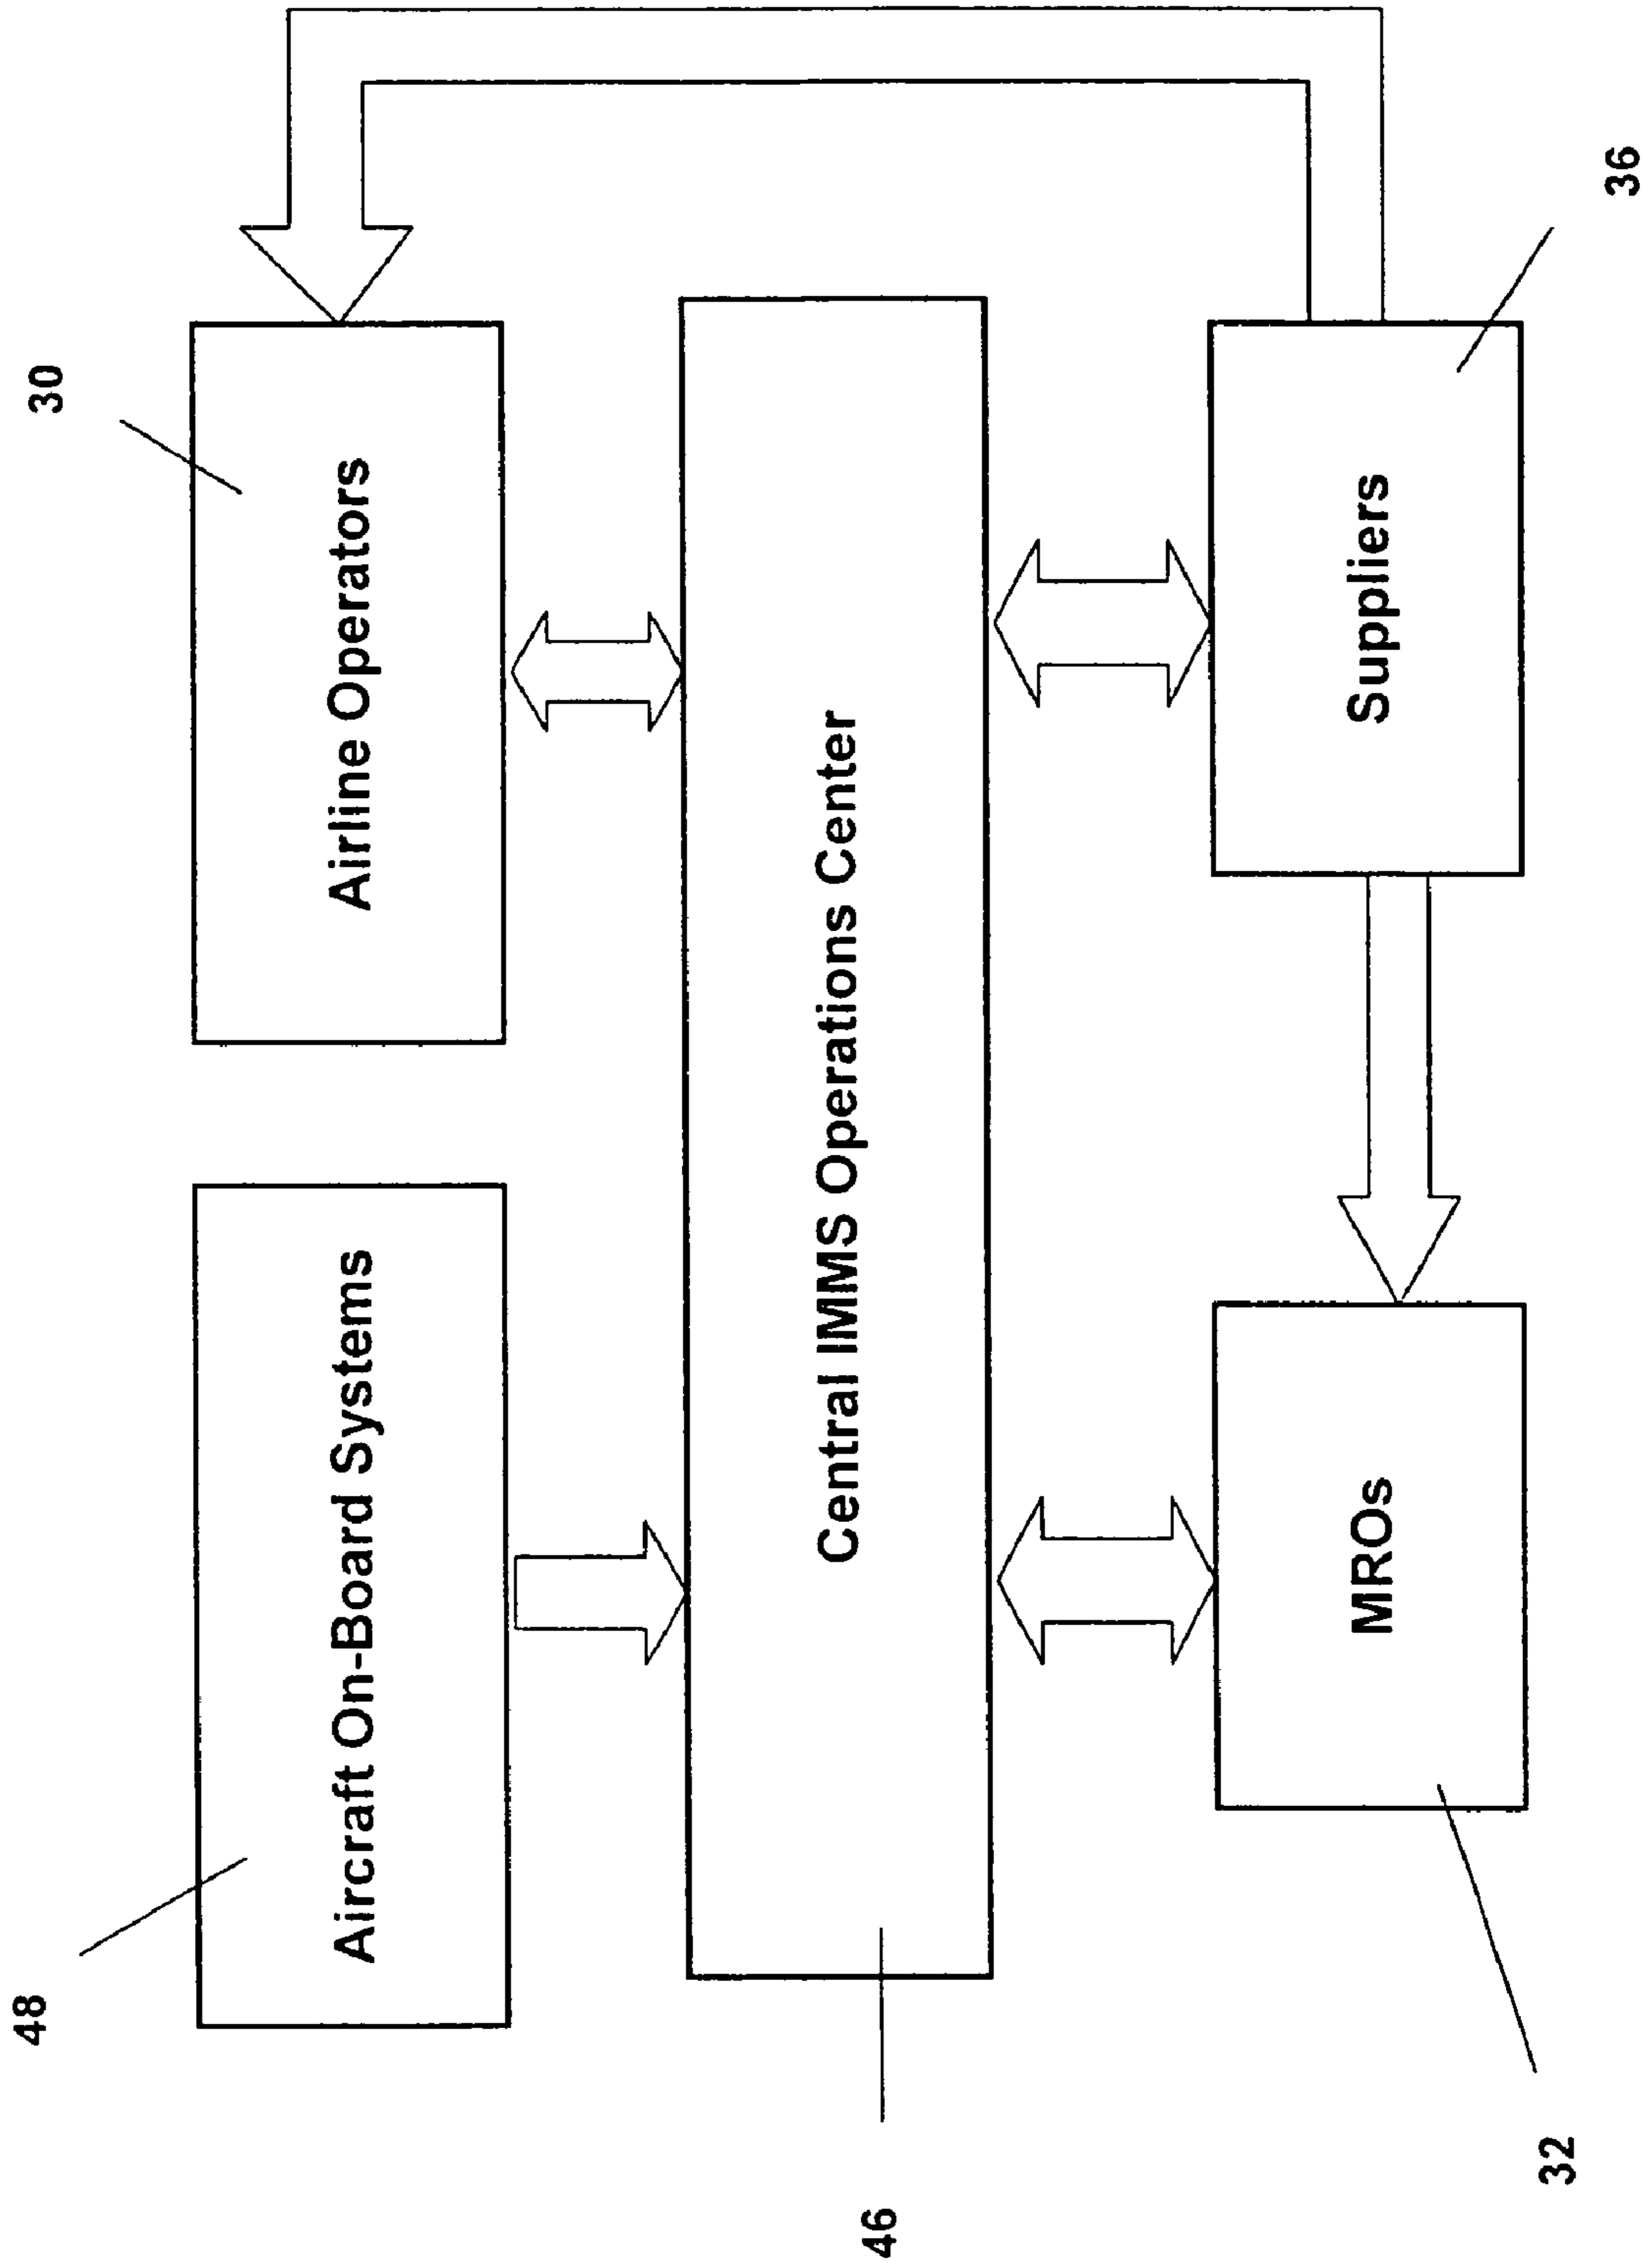 48
30
Aircraft On-Board Systems
Airline Operators
Central IMMS Operations Center
46
MROs
Suppliers
32
36